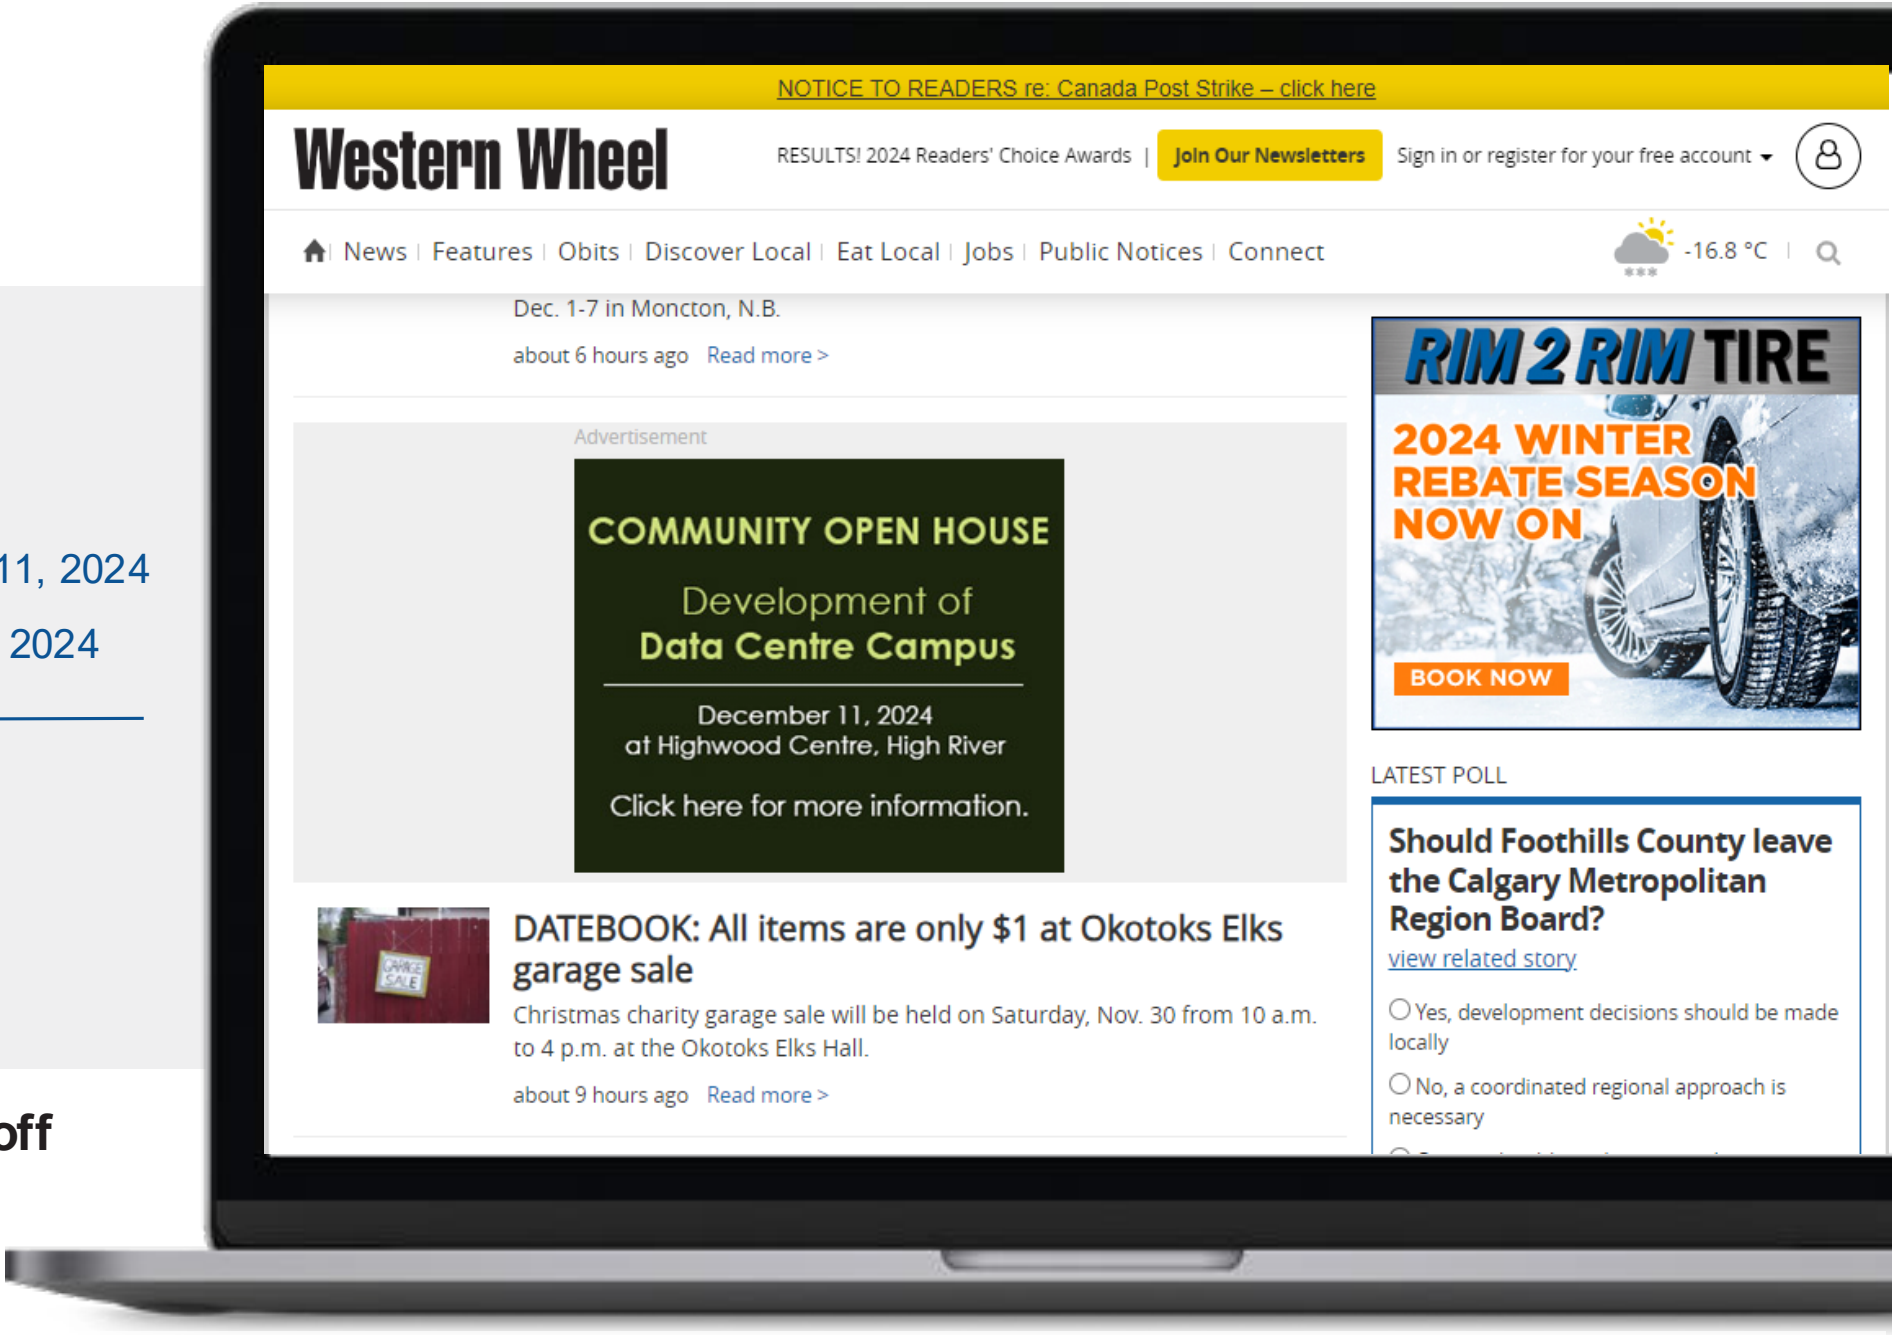 11, 2024
2024
off
NOTICE TO READERS re: Canada Post Strike – click here
Western Wheel
RESULTS! 2024 Readers' Choice Awards |
Join Our Newsletters
Sign in or register for your free account
News | Features | Obits | Discover Local | Eat Local | Jobs | Public Notices | Connect
-16.8 °C
Dec. 1-7 in Moncton, N.B.
about 6 hours ago Read more >
Advertisement
COMMUNITY OPEN HOUSE
Development of
Data Centre Campus
December 11, 2024
at Highwood Centre, High River
Click here for more information.
GARAGE
SALE
DATEBOOK: All items are only $1 at Okotoks Elks
garage sale
Christmas charity garage sale will be held on Saturday, Nov. 30 from 10 a.m.
to 4 p.m. at the Okotoks Elks Hall.
about 9 hours ago Read more >
RIM 2 RIM TIRE
2024 WINTER
REBATE SEASON
NOW ON
BOOK NOW
LATEST POLL
Should Foothills County leave
the Calgary Metropolitan
Region Board?
view related story
Yes, development decisions should be made
locally
No, a coordinated regional approach is
necessary